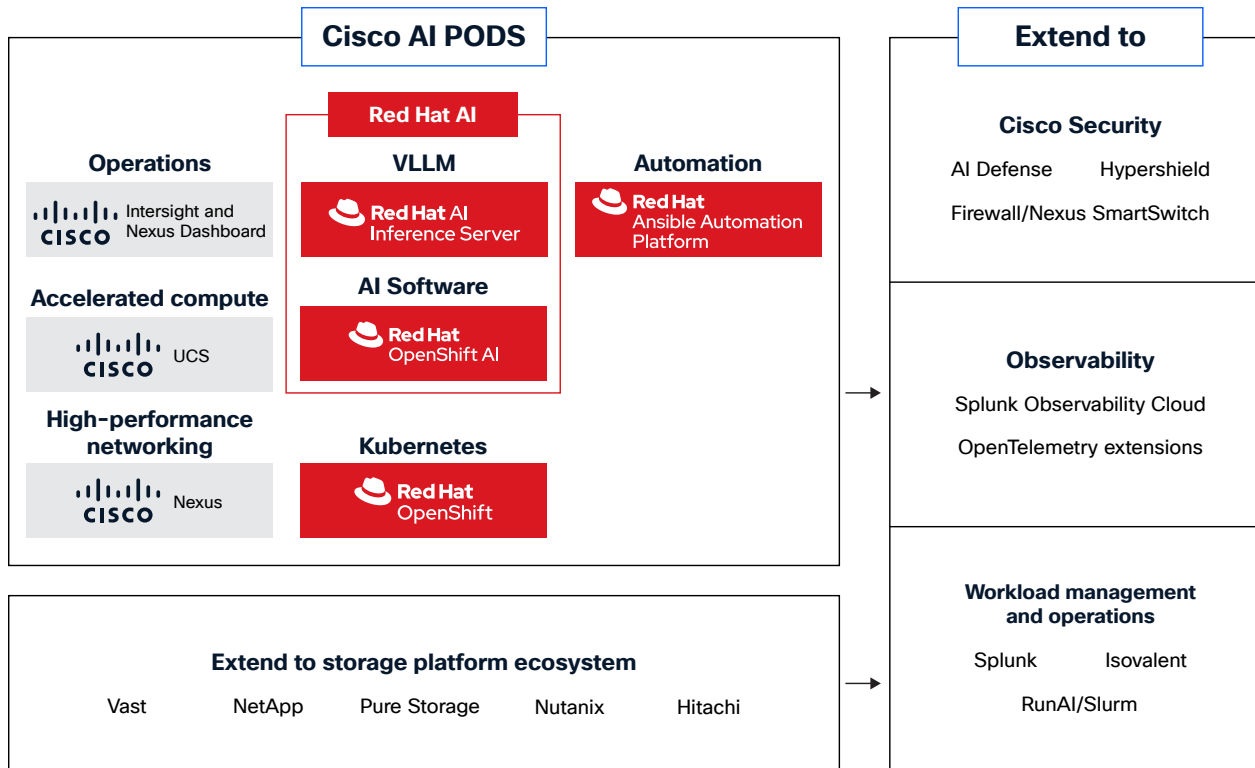 Cisco AI PODS
Red Hat AI
Operations
CISCO
Intersight and
Nexus Dashboard
VLLM
Red Hat AI
Inference Server
Automation
Red Hat
Ansible Automation
Platform
Accelerated compute
CISCO
UCS
AI Software
Red Hat
OpenShift AI
High-performance
networking
CISCO
Nexus
Kubernetes
Red Hat
OpenShift
Extend to storage platform ecosystem
Vast NetApp Pure Storage Nutanix Hitachi
Extend to
Cisco Security
AI Defense Hypershield
Firewall/Nexus SmartSwitch
Observability
Splunk Observability Cloud
OpenTelemetry extensions
Workload management
and operations
Splunk Isovalent
RunAI/Slurm